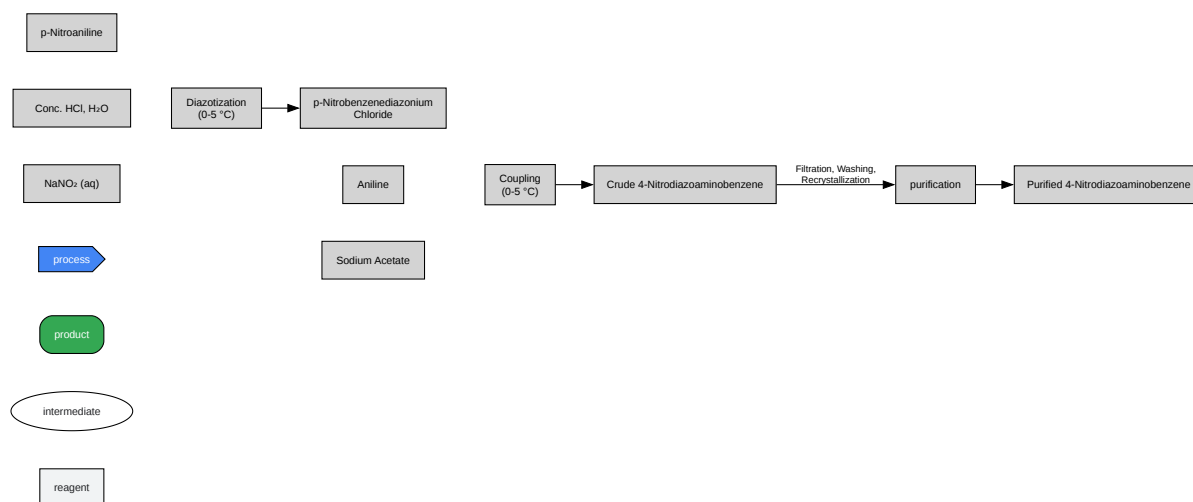 p-Nitroaniline
Conc. HCl, H₂O
Diazotization
(0-5 °C)
p-Nitrobenzenediazonium
Chloride
NaNO₂ (aq)
Aniline
Coupling
(0-5 °C)
Crude 4-Nitrodiazoaminobenzene
Filtration, Washing,
Recrystallization
purification
Purified 4-Nitrodiazoaminobenzene
process
Sodium Acetate
product
intermediate
reagent